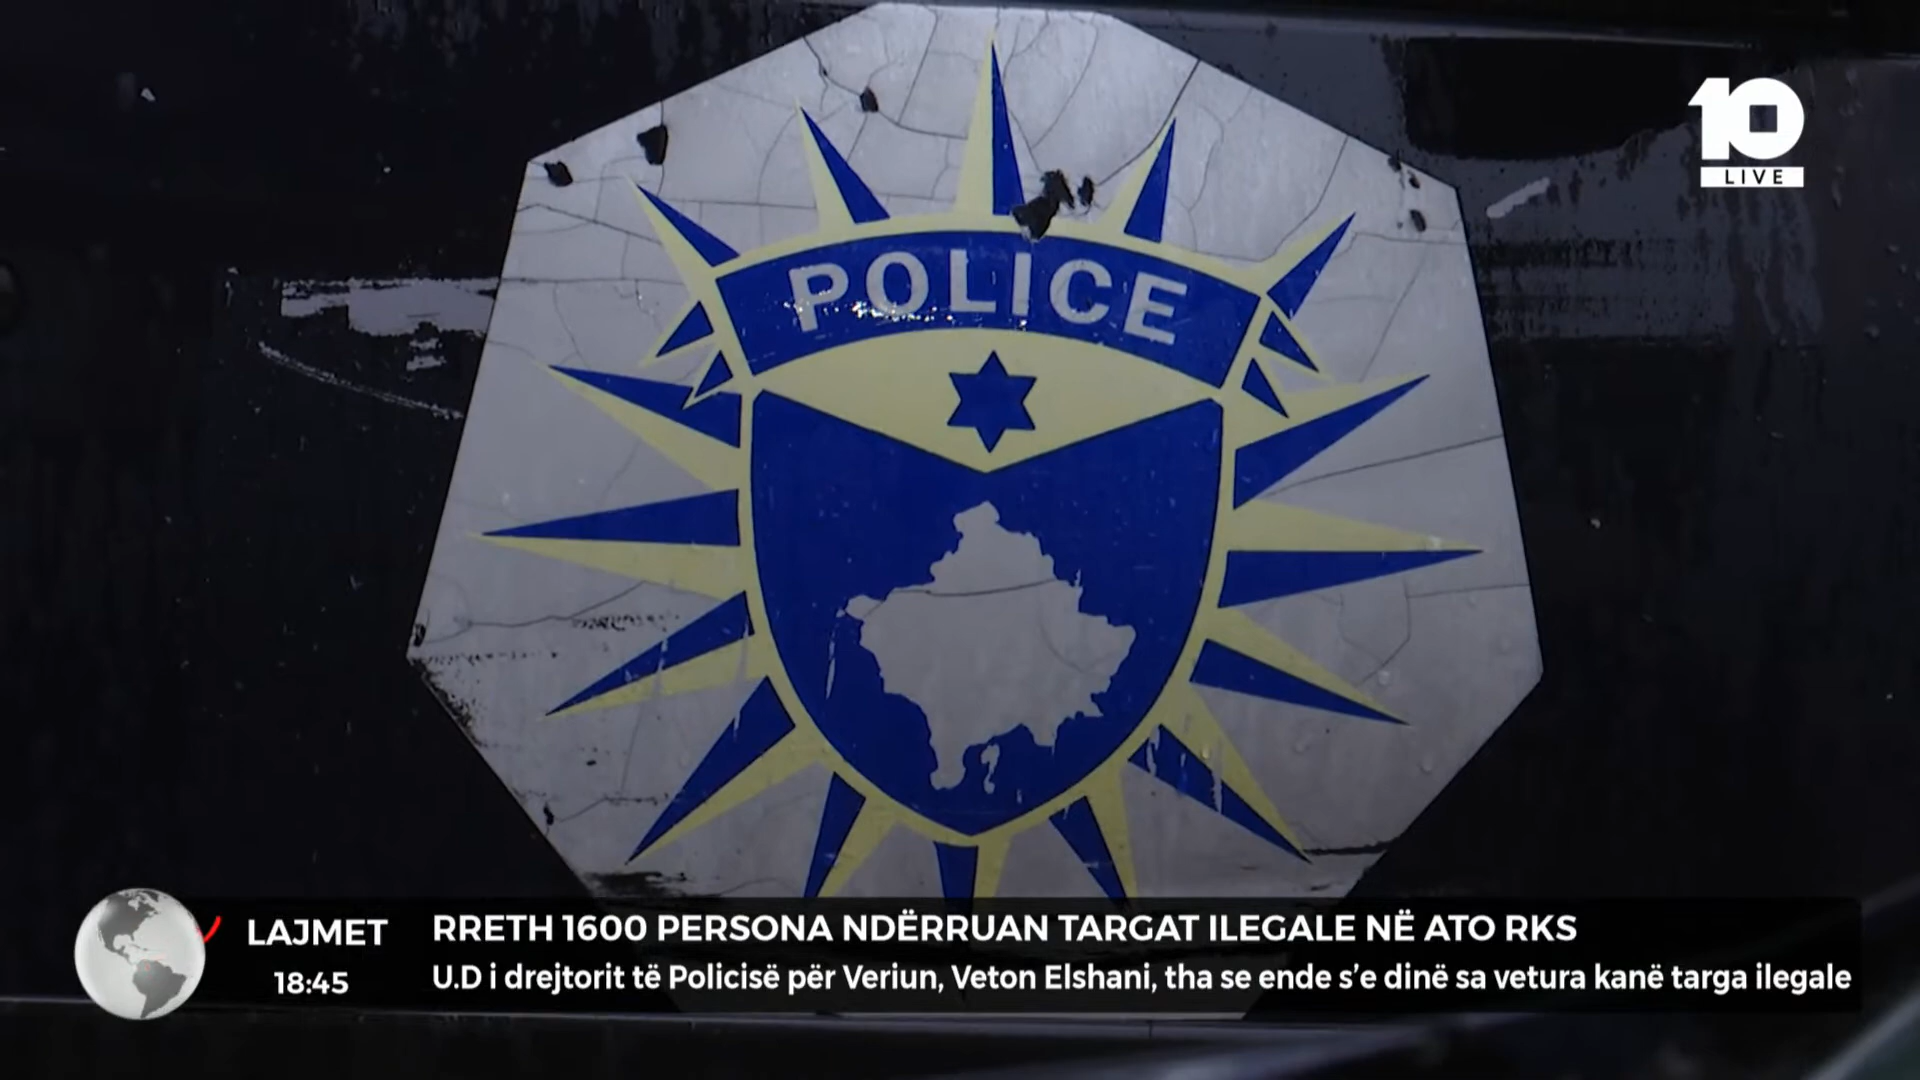 10
LIVE
POLICE
LAJMET
18:45
RRETH 1600 PERSONA NDËRRUAN TARGAT ILEGALE NË ATO RKS
U.D i drejtorit të Policisë për Veriun, Veton Elshani, tha se ende s'e dinë sa vetura kanë targa ilegale